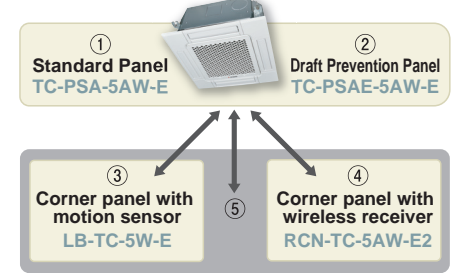 ①
Standard Panel
TC-PSA-5AW-E
②
Draft Prevention Panel
TC-PSAE-5AW-E
③
Corner panel with
motion sensor
LB-TC-5W-E
⑤
④
Corner panel with
wireless receiver
RCN-TC-5AW-E2